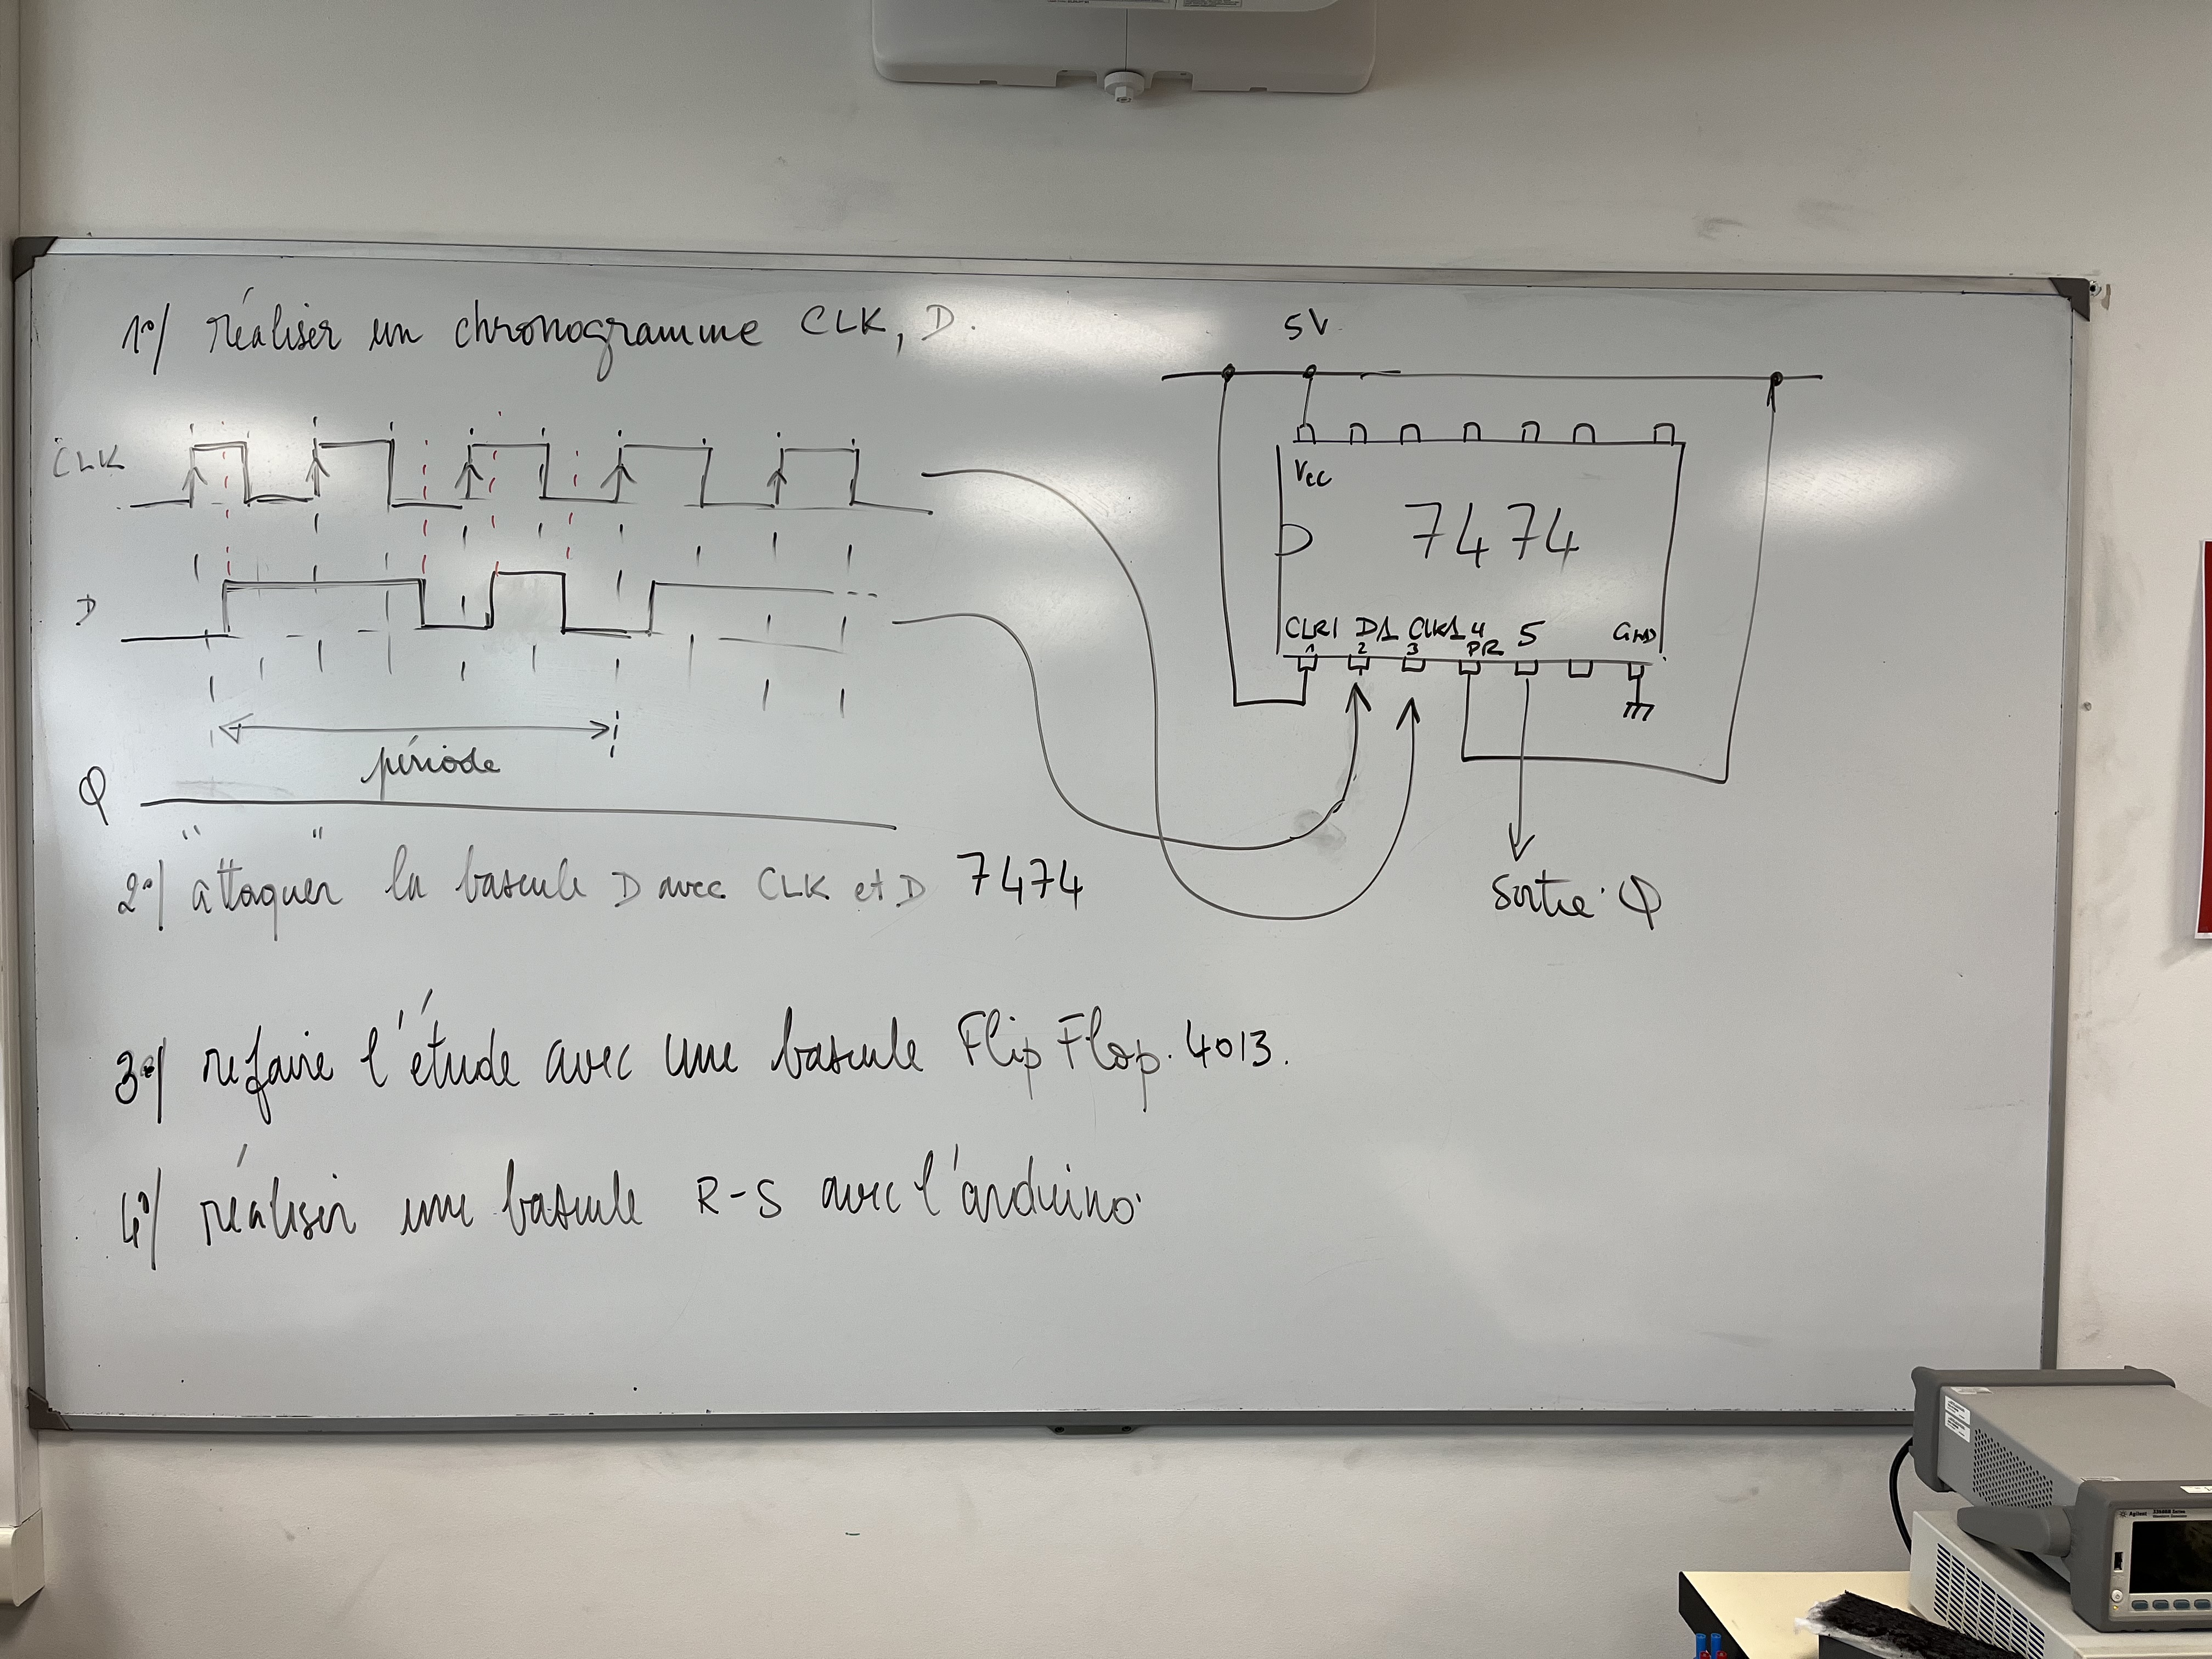 1°/ réaliser un chronogramme CLK, D.
CLK
D
période
Q
2°/ "attaquer" la bascule D avec CLK et D 7474
3°/ refaire l'étude avec une bascule Flip Flop. 4013.
4°/ réaliser une bascule R-S avec l'arduino.
5V
Vcc
7474
CLR1 D1 CLK1 4 5 GND
1 2 3 PR
Sortie Q
Agilent